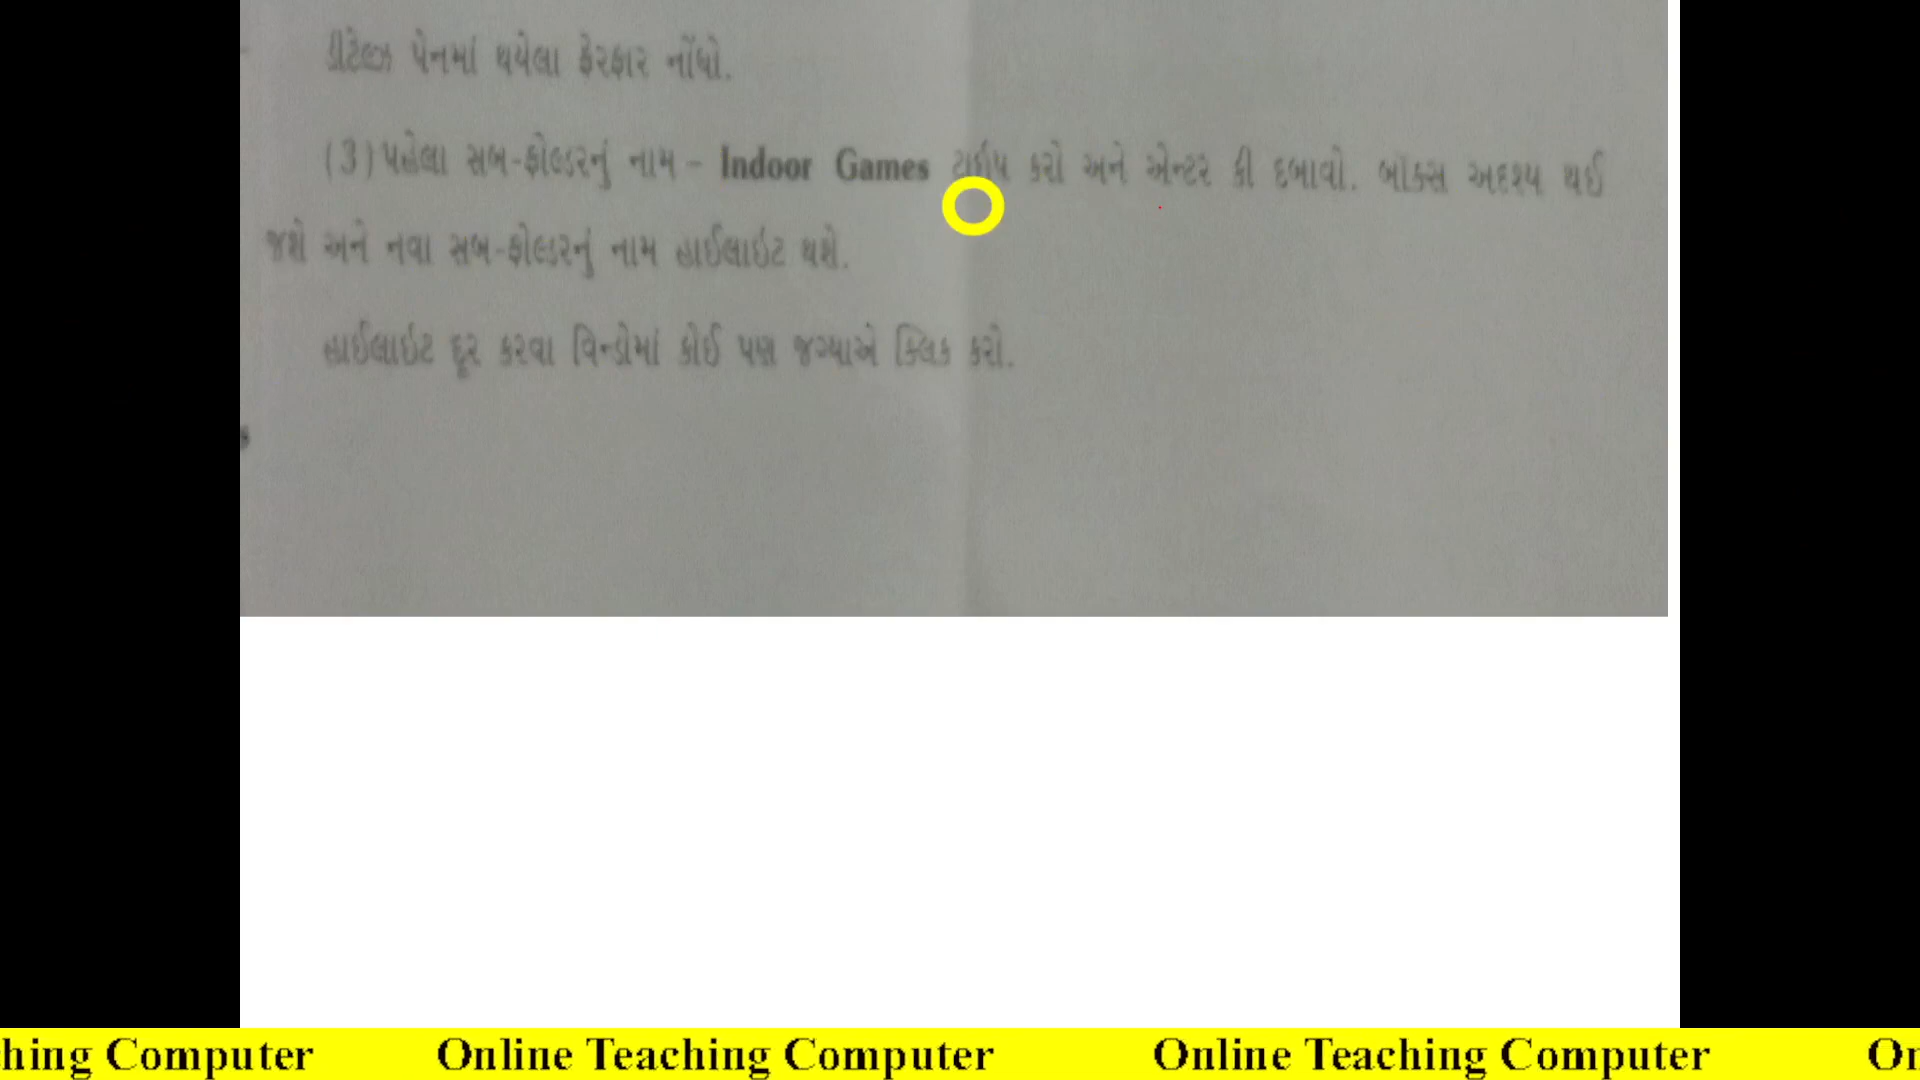 ડીટેલ્ઝ પેનમાં થયેલા ફેરફાર નોંધો.
(3) પહેલા સબ-ફોલ્ડરનું નામ - Indoor Games ટાઈપ કરો અને એન્ટર કી દબાવો. બૉક્સ અદૃશ્ય થઈ
જશે અને નવા સબ-ફોલ્ડરનું નામ હાઈલાઈટ થશે.
હાઈલાઈટ દૂર કરવા વિન્ડોમાં કોઈ પણ જગ્યાએ ક્લિક કરો.
hing Computer Online Teaching Computer Online Teaching Computer On